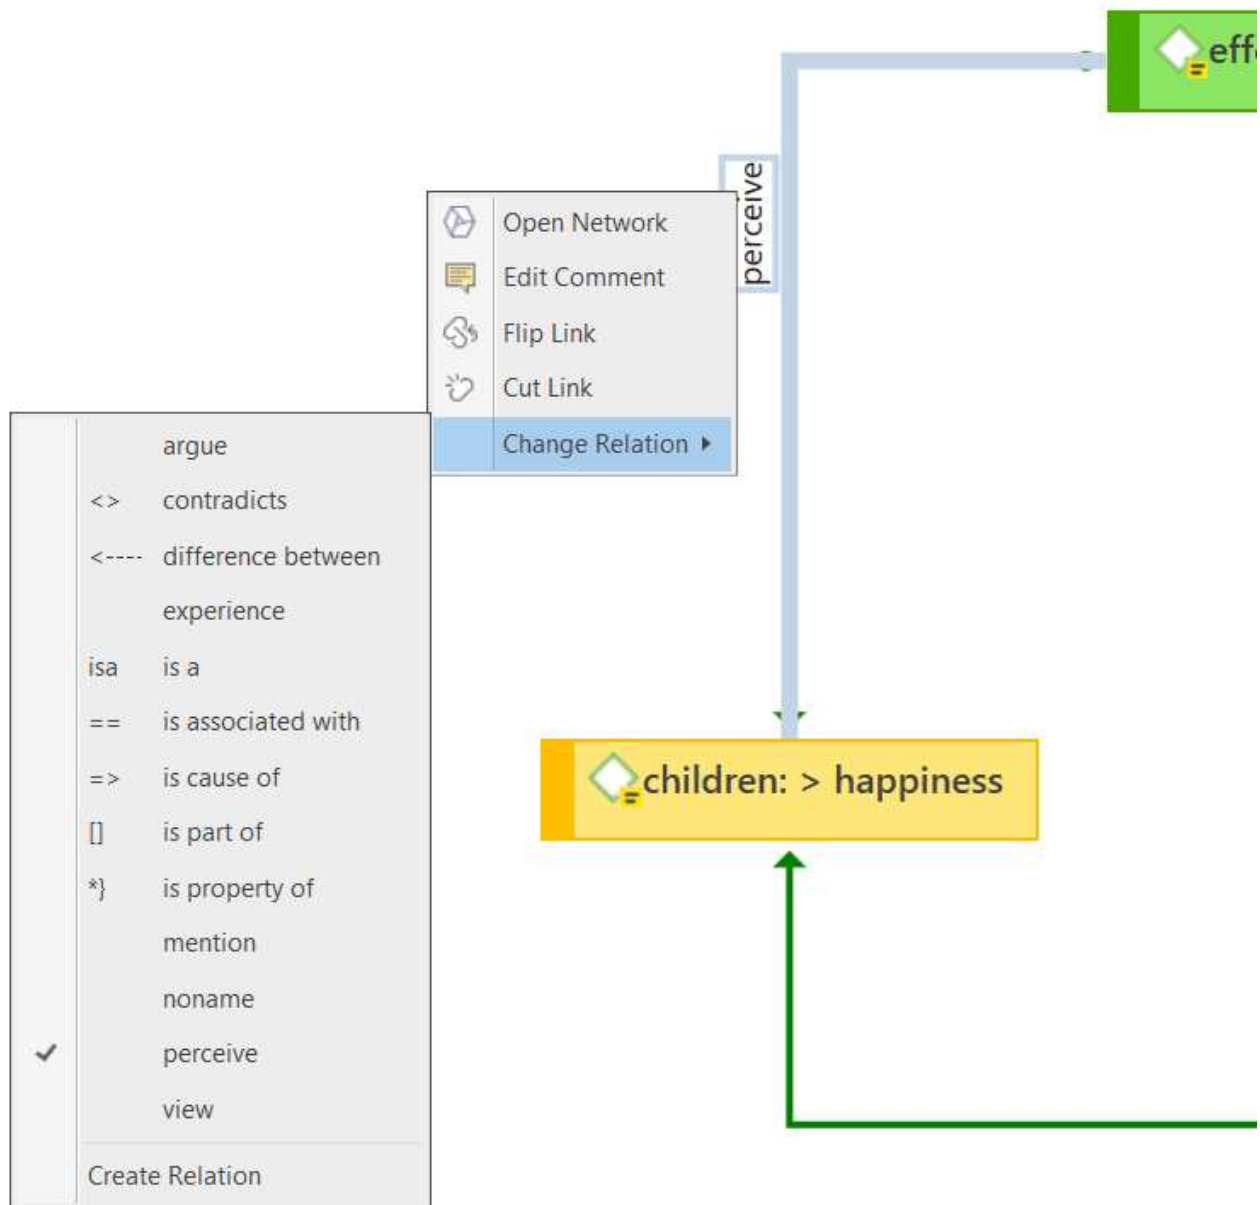 eff
perceive
Open Network
Edit Comment
Flip Link
Cut Link
Change Relation
argue
<> contradicts
<---- difference between
experience
isa is a
== is associated with
=> is cause of
[] is part of
*} is property of
mention
noname
perceive
view
Create Relation
children: > happiness